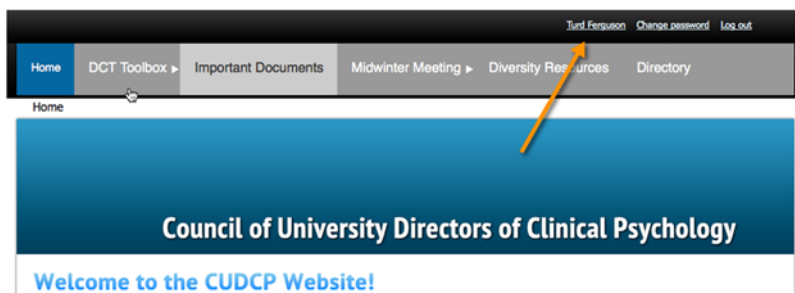 Turd Ferguson Change password Log out
Home DCT Toolbox ▸ Important Documents Midwinter Meeting ▸ Diversity Resources Directory
Home
Council of University Directors of Clinical Psychology
Welcome to the CUDCP Website!